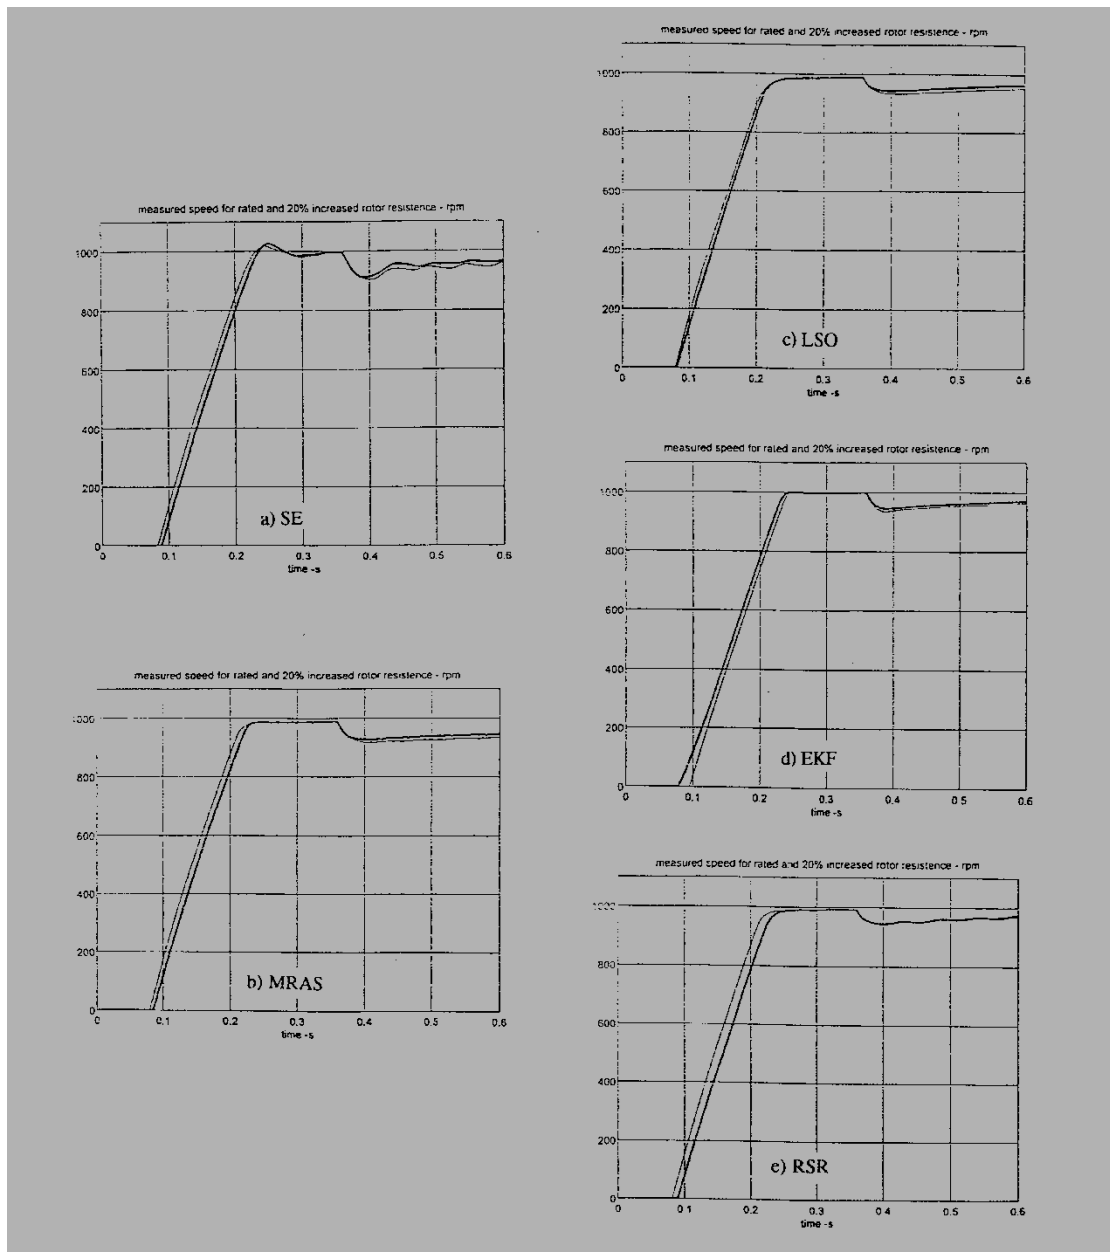 measured speed for rated and 20% increased rotor resistence - rpm
1000
800
600
400
200
0
a) SE
0 0.1 0.2 0.3 0.4 0.5 0.6
time -s
measured speed for rated and 20% increased rotor resistence - rpm
1000
800
600
400
200
0
b) MRAS
0 0.1 0.2 0.3 0.4 0.5 0.6
time -s
measured speed for rated and 20% increased rotor resistence - rpm
1000
800
600
400
200
0
c) LSO
0 0.1 0.2 0.3 0.4 0.5 0.6
time -s
measured speed for rated and 20% increased rotor resistence - rpm
1000
800
600
400
200
0
d) EKF
0 0.1 0.2 0.3 0.4 0.5 0.6
time -s
measured speed for rated and 20% increased rotor resistence - rpm
800
600
400
200
0
e) RSR
0 0.1 0.2 0.3 0.4 0.5 0.6
time -s